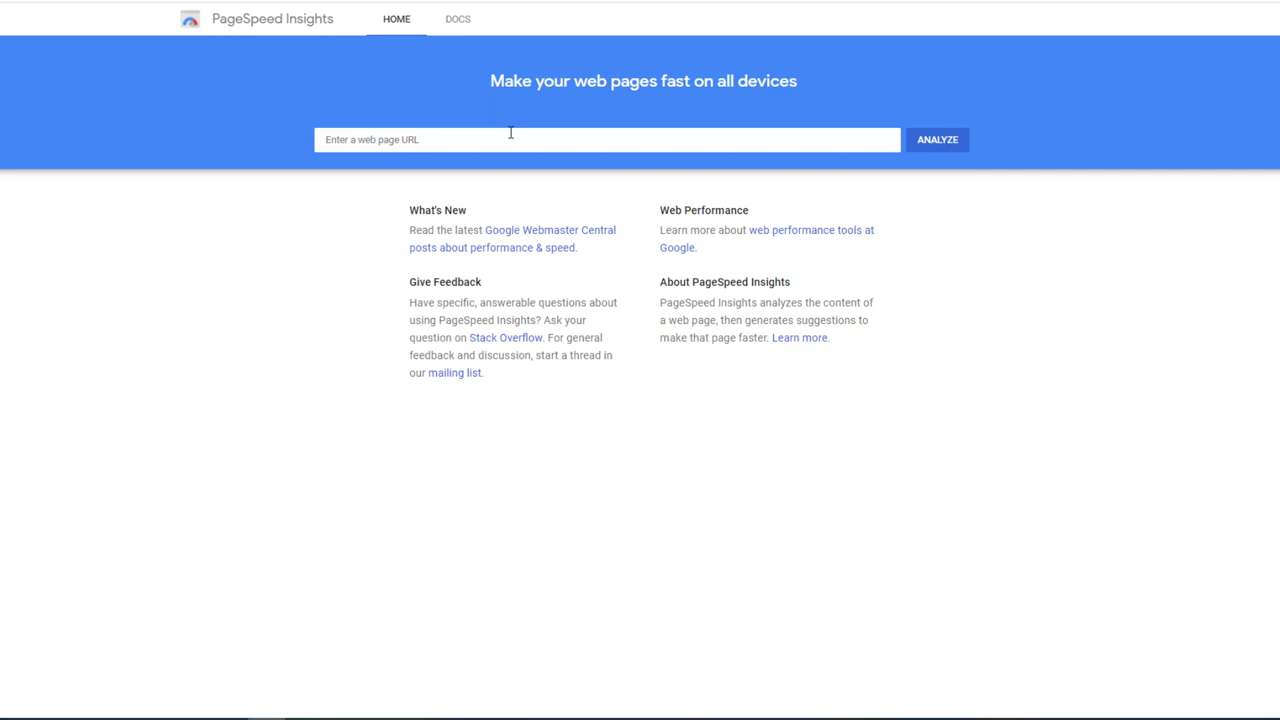 PageSpeed Insights
HOME
DOCS
Make your web pages fast on all devices
Enter a web page URL
ANALYZE
What's New
Read the latest Google Webmaster Central
posts about performance & speed.
Web Performance
Learn more about web performance tools at
Google.
Give Feedback
Have specific, answerable questions about
using PageSpeed Insights? Ask your
question on Stack Overflow. For general
feedback and discussion, start a thread in
our mailing list.
About PageSpeed Insights
PageSpeed Insights analyzes the content of
a web page, then generates suggestions to
make that page faster. Learn more.